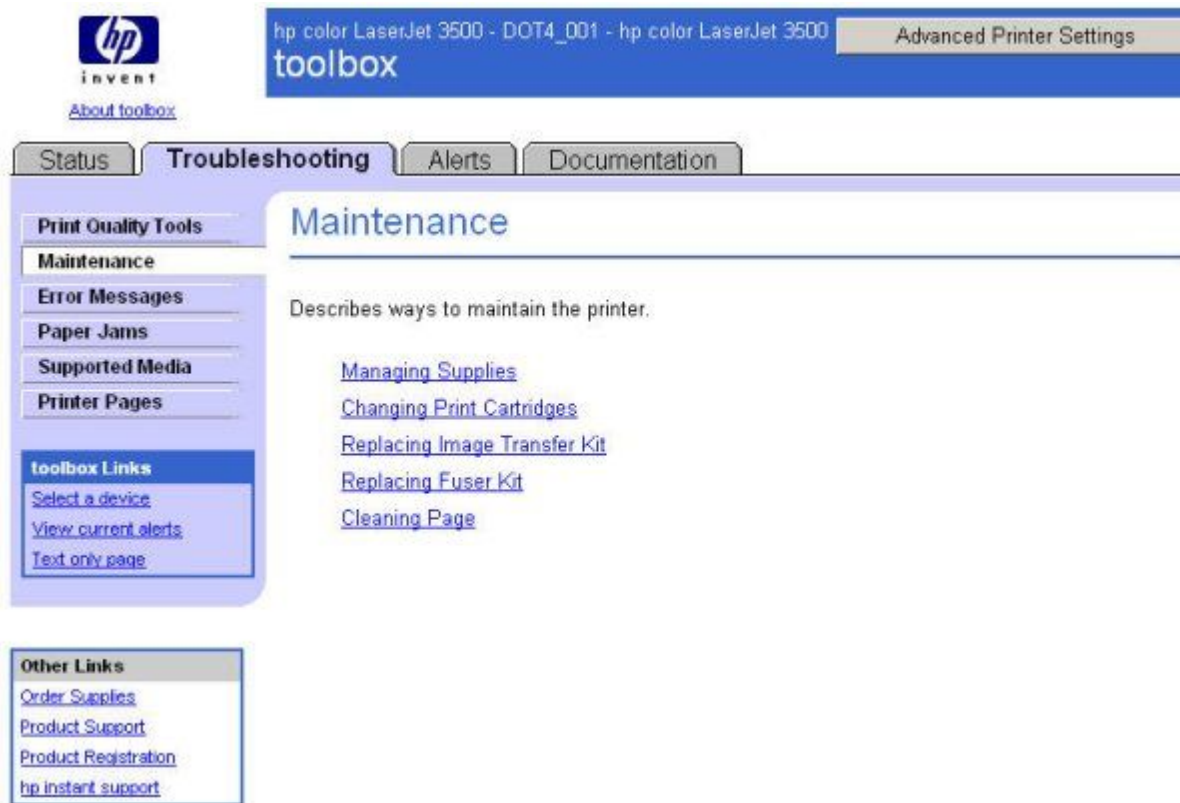 hp
invent
About toolbox
hp color LaserJet 3500 - DOT4_001 - hp color LaserJet 3500
toolbox
Advanced Printer Settings
Status
Troubleshooting
Alerts
Documentation
Print Quality Tools
Maintenance
Error Messages
Paper Jams
Supported Media
Printer Pages
toolbox Links
Select a device
View current alerts
Text only page
Other Links
Order Supplies
Product Support
Product Registration
hp instant support
Maintenance
Describes ways to maintain the printer.
Managing Supplies
Changing Print Cartridges
Replacing Image Transfer Kit
Replacing Fuser Kit
Cleaning Page